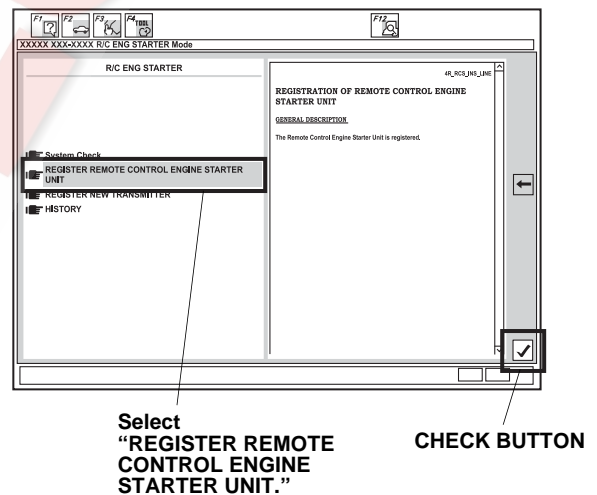 F1
F2
F3
F4
TOOL
F12
XXXXX XXX-XXXX R/C ENG STARTER Mode
R/C ENG STARTER
System Check
REGISTER REMOTE CONTROL ENGINE STARTER
UNIT
REGISTER NEW TRANSMITTER
HISTORY
4R_RCS_INS_LINE
REGISTRATION OF REMOTE CONTROL ENGINE
STARTER UNIT
GENERAL DESCRIPTION
The Remote Control Engine Starter Unit is registered.
Select
“REGISTER REMOTE
CONTROL ENGINE
STARTER UNIT.”
CHECK BUTTON